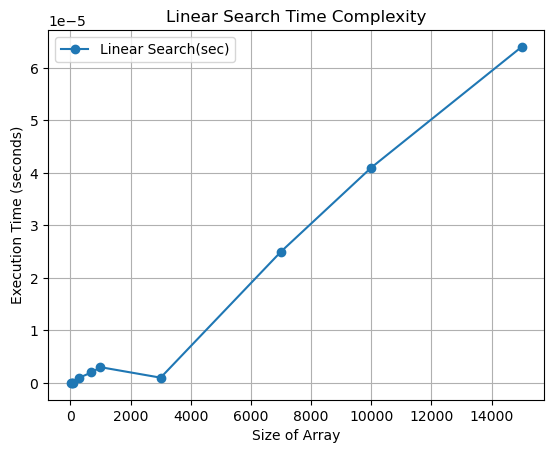 Linear Search Time Complexity
1e−5
Linear Search(sec)
6
5
4
3
2
1
0
Execution Time (seconds)
0 2000 4000 6000 8000 10000 12000 14000
Size of Array